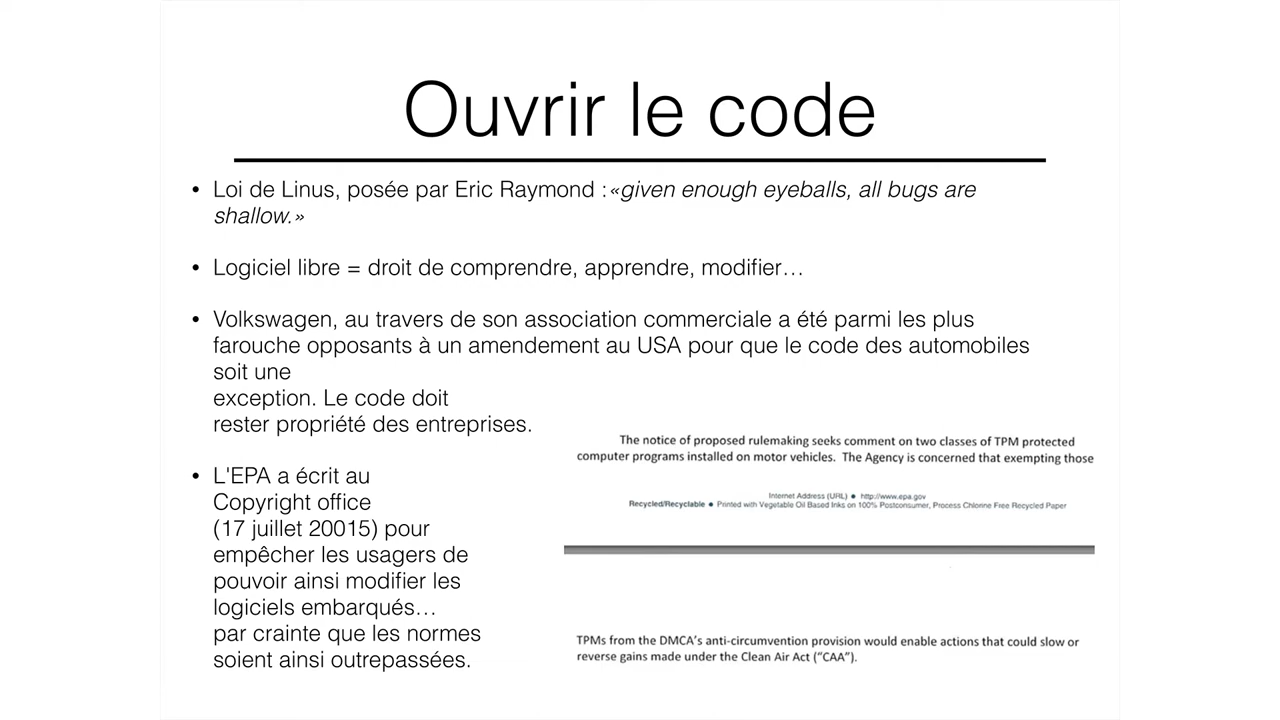 Ouvrir le code
• Loi de Linus, posée par Eric Raymond :«given enough eyeballs, all bugs are
shallow.»
• Logiciel libre = droit de comprendre, apprendre, modifier…
• Volkswagen, au travers de son association commerciale a été parmi les plus
farouche opposants à un amendement au USA pour que le code des automobiles
soit une
exception. Le code doit
rester propriété des entreprises.
• L'EPA a écrit au
Copyright office
(17 juillet 20015) pour
empêcher les usagers de
pouvoir ainsi modifier les
logiciels embarqués…
par crainte que les normes
soient ainsi outrepassées.
The notice of proposed rulemaking seeks comment on two classes of TPM protected
computer programs installed on motor vehicles. The Agency is concerned that exempting those
Internet Address (URL) • http://www.epa.gov
Recycled/Recyclable • Printed with Vegetable Oil Based Inks on 100% Postconsumer, Process Chlorine Free Recycled Paper
TPMs from the DMCA's anti-circumvention provision would enable actions that could slow or
reverse gains made under the Clean Air Act ("CAA").